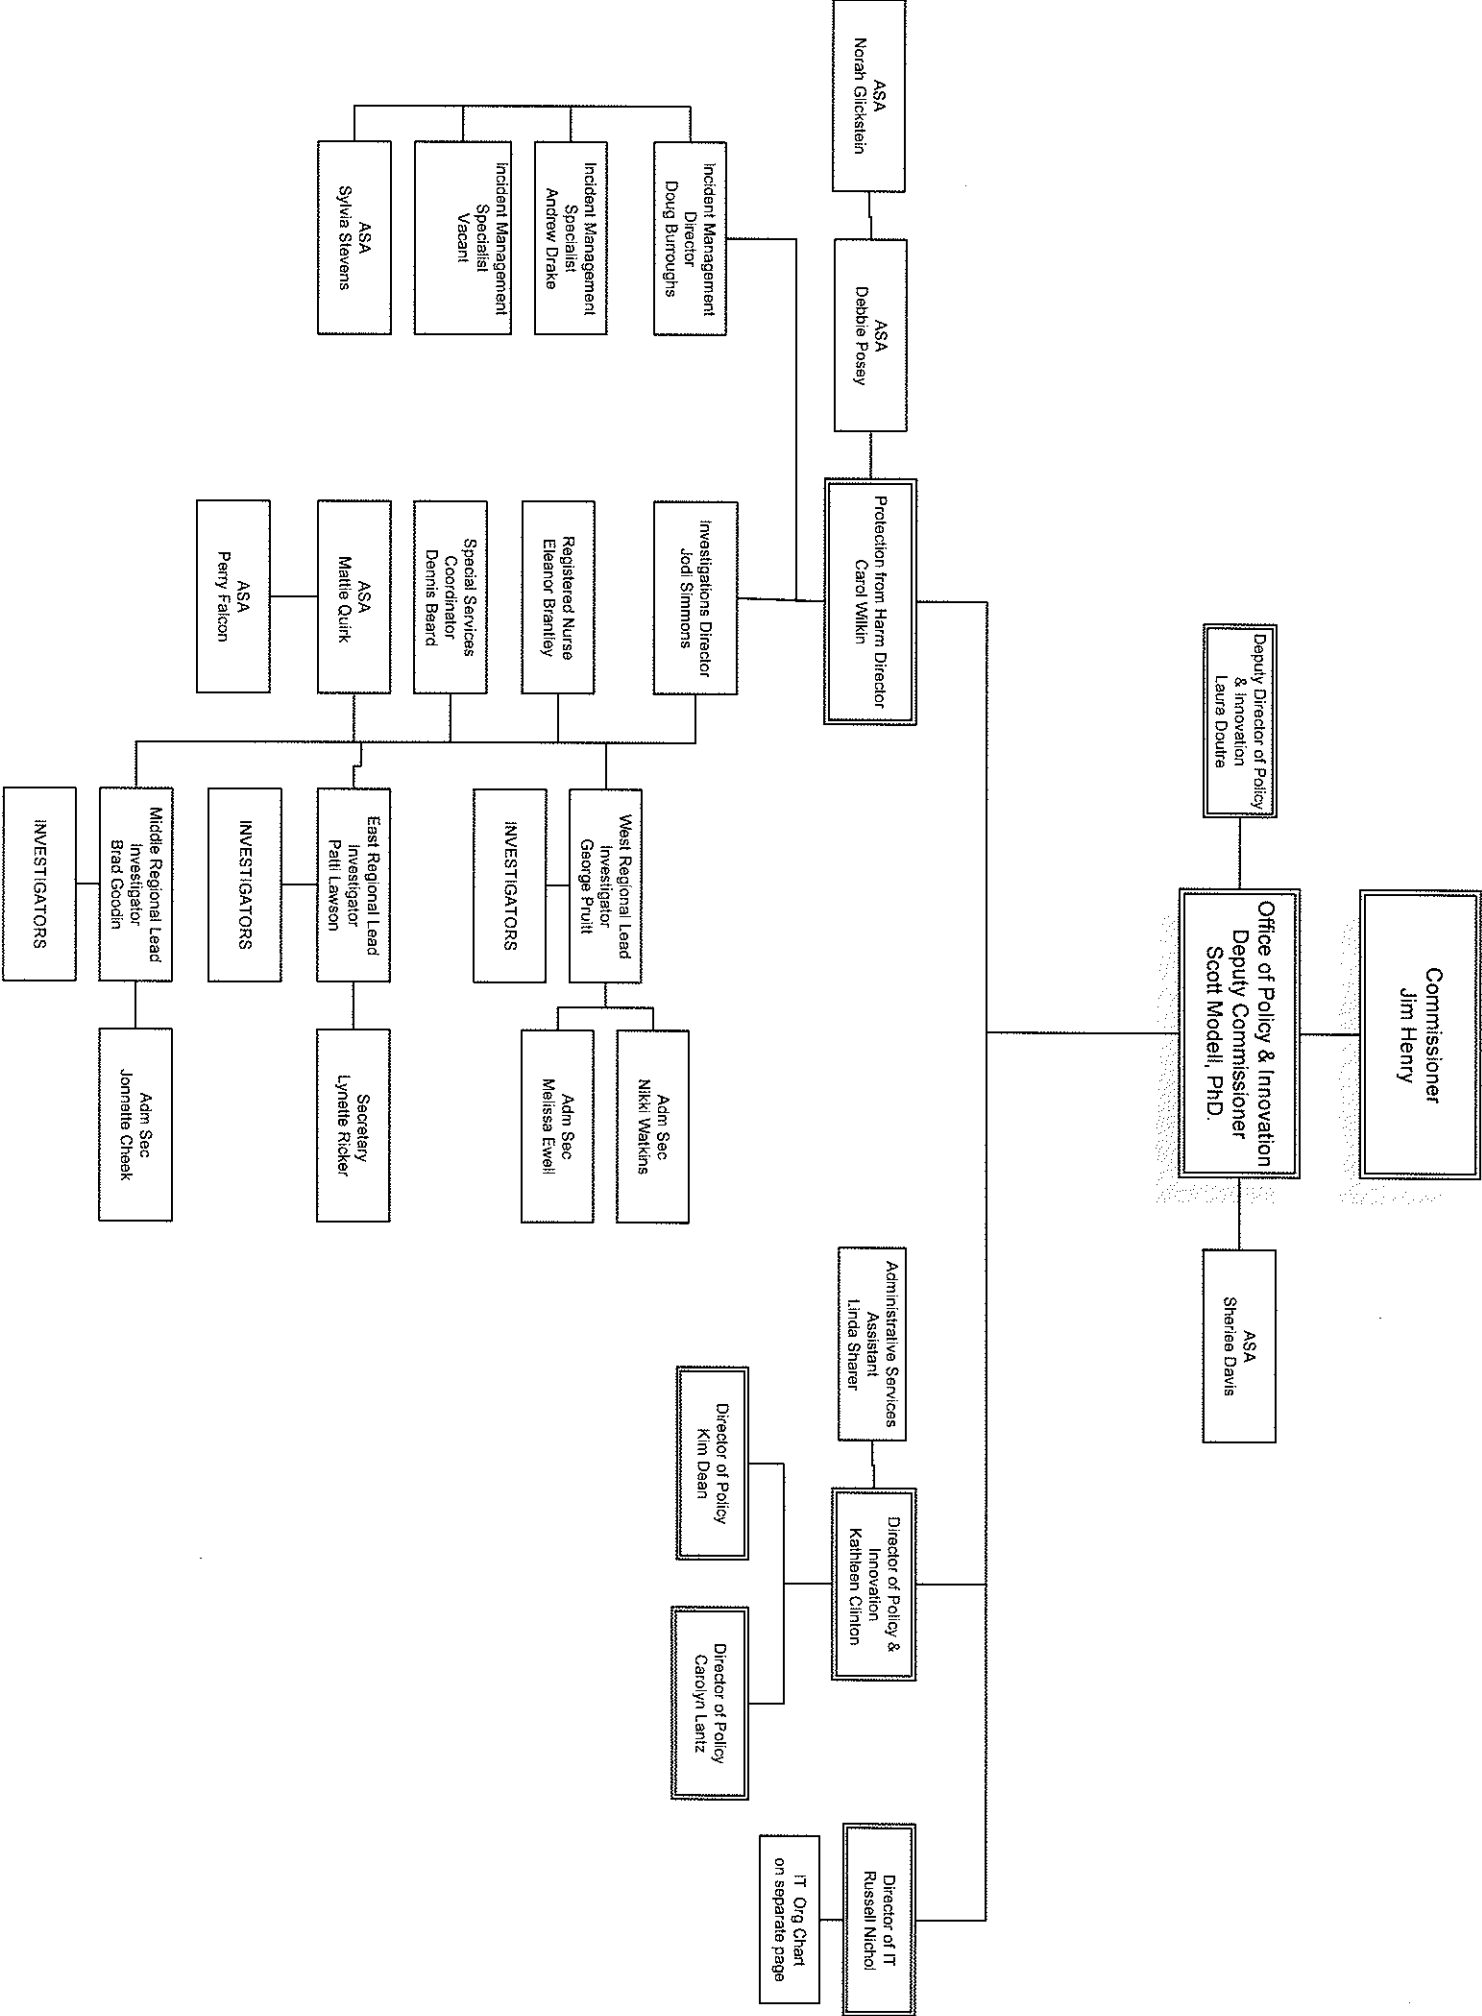 Commissioner
Jim Henry
Office of Policy & Innovation
Deputy Commissioner
Scott Modell, PhD.
Deputy Director of Policy
& Innovation
Laura Doutre
ASA
Sheriee Davis
ASA
Norah Glickstein
ASA
Debbie Posey
Protection from Harm Director
Carol Wilkin
Administrative Services
Assistant
Linda Sharer
Director of Policy &
Innovation
Kathleen Clinton
Director of IT
Russell Nichol
IT Org Chart
on separate page
Director of Policy
Kim Dean
Director of Policy
Carolyn Lantz
Incident Management
Director
Doug Burroughs
Incident Management
Specialist
Andrew Drake
Incident Management
Specialist
Vacant
ASA
Sylvia Stevens
Investigations Director
Jodi Simmons
Registered Nurse
Eleanor Brantley
Special Services
Coordinator
Dennis Beard
ASA
Mattie Quirk
ASA
Perry Falcon
West Regional Lead
Investigator
George Pruitt
INVESTIGATORS
Adm Sec
Nikki Watkins
Adm Sec
Melissa Ewell
East Regional Lead
Investigator
Patti Lawson
INVESTIGATORS
Secretary
Lynette Ricker
Middle Regional Lead
Investigator
Brad Goodin
INVESTIGATORS
Adm Sec
Jonnette Cheek